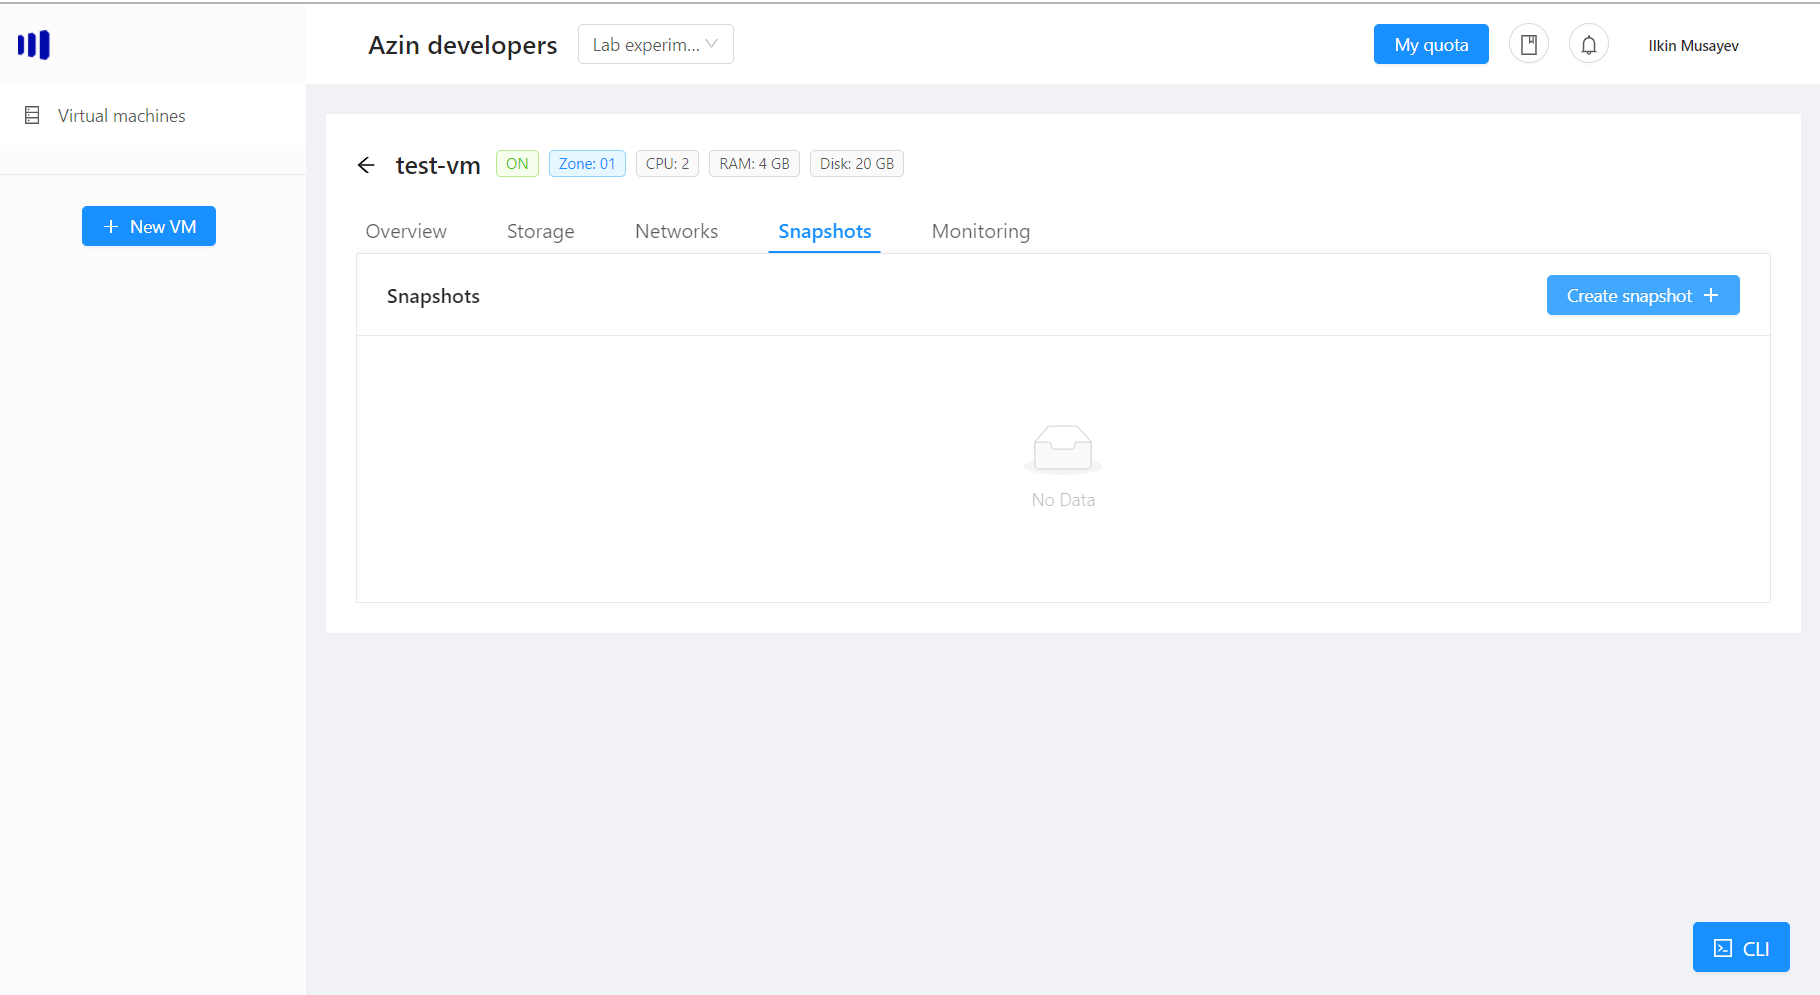 Azin developers
Lab experim...
My quota
Ilkin Musayev
Virtual machines
New VM
test-vm
ON
Zone: 01
CPU: 2
RAM: 4 GB
Disk: 20 GB
Overview
Storage
Networks
Snapshots
Monitoring
Snapshots
Create snapshot
No Data
CLI